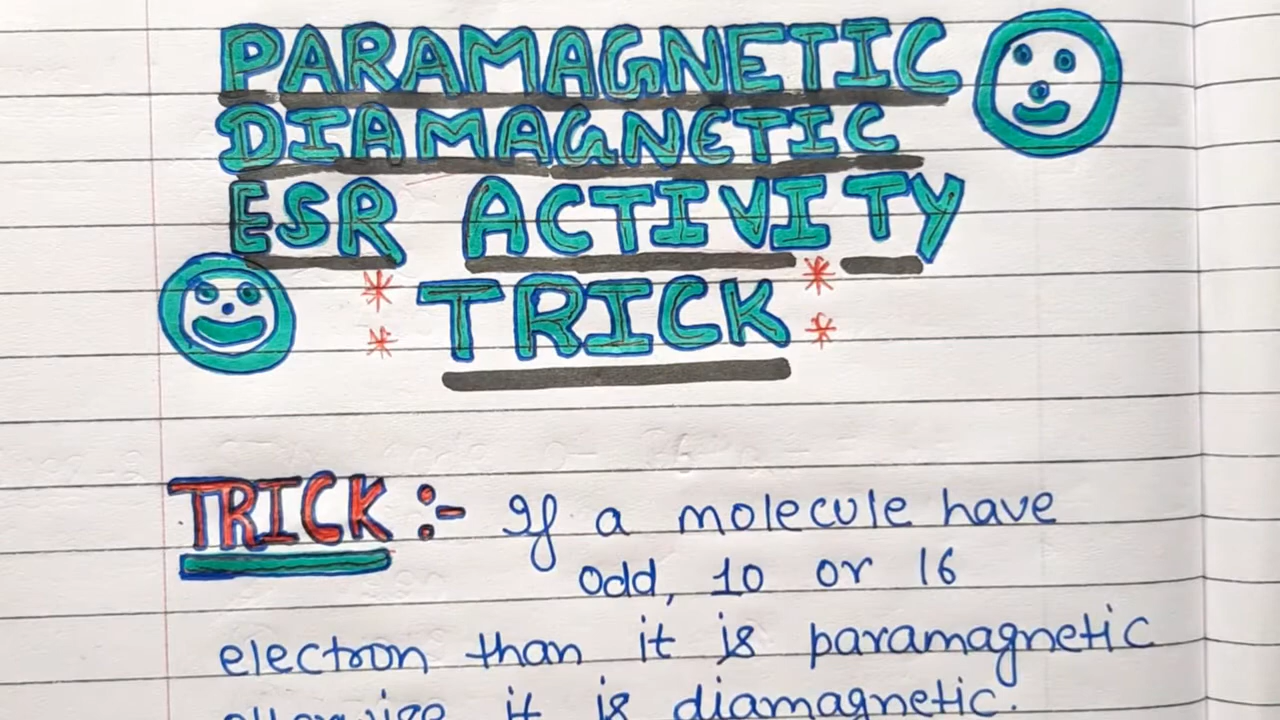 PARAMAGNETIC
DIAMAGNETIC
ESR ACTIVITY
* TRICK *
* *
TRICK :- If a molecule have
odd, 10 or 16
electron than it is paramagnetic
it is diamagnetic.